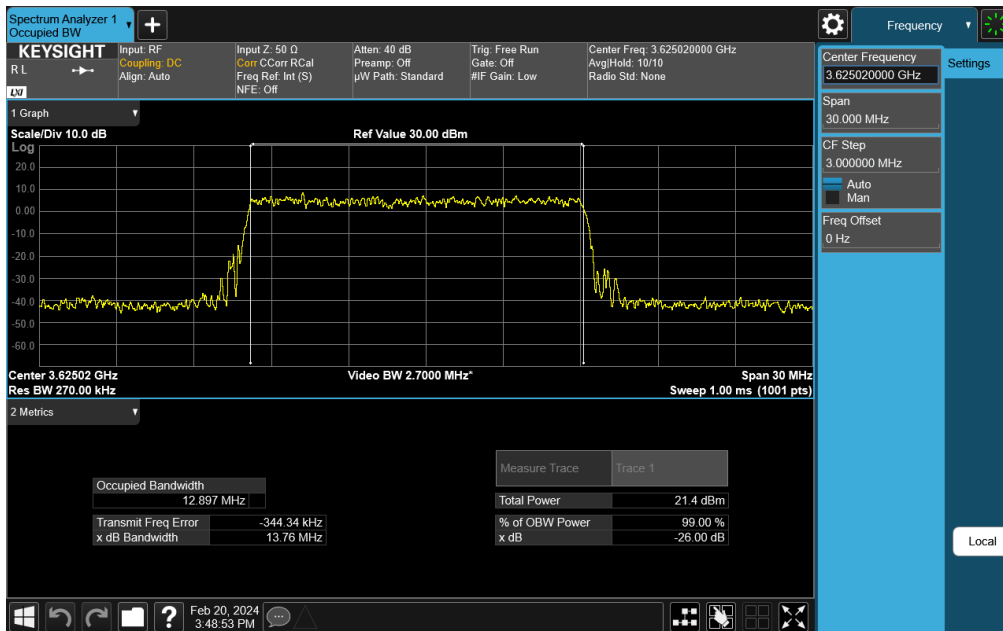 Spectrum Analyzer 1
Occupied BW
Frequency
KEYSIGHT
Input: RF
Input Z: 50 Ω
Atten: 40 dB
Trig: Free Run
Center Freq: 3.625020000 GHz
R L
Coupling: DC
Corr CCorr RCal
Preamp: Off
Gate: Off
Avg|Hold: 10/10
Align: Auto
Freq Ref: Int (S)
µW Path: Standard
#IF Gain: Low
Radio Std: None
LXI
NFE: Off
Center Frequency
3.625020000 GHz
Settings
Span
30.000 MHz
CF Step
3.000000 MHz
Auto
Man
Freq Offset
0 Hz
Local
1 Graph
Scale/Div 10.0 dB
Ref Value 30.00 dBm
Log
20.0
10.0
0.00
-10.0
-20.0
-30.0
-40.0
-50.0
-60.0
Center 3.62502 GHz
Video BW 2.7000 MHz*
Span 30 MHz
Res BW 270.00 kHz
Sweep 1.00 ms (1001 pts)
2 Metrics
Measure Trace
Trace 1
Occupied Bandwidth
12.897 MHz
Total Power
21.4 dBm
Transmit Freq Error
-344.34 kHz
% of OBW Power
99.00 %
x dB Bandwidth
13.76 MHz
x dB
-26.00 dB
Feb 20, 2024
3:48:53 PM